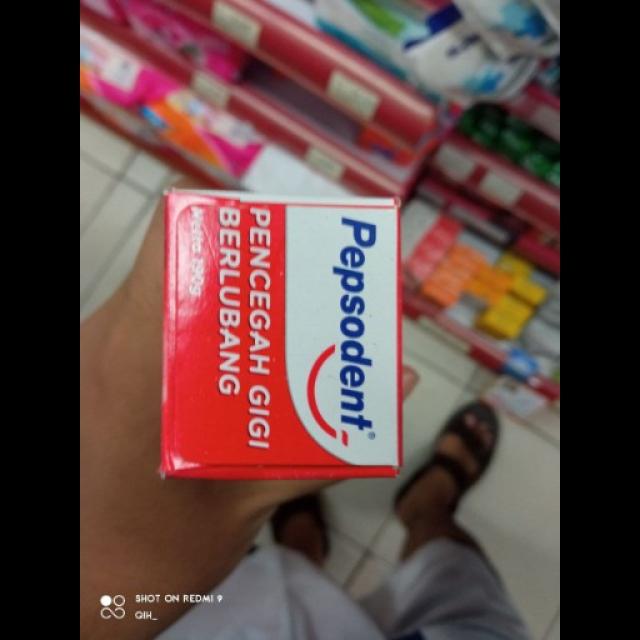 Pepsodent®
PENCEGAH GIGI
BERLUBANG
SHOT ON REDMI 9
QIH_